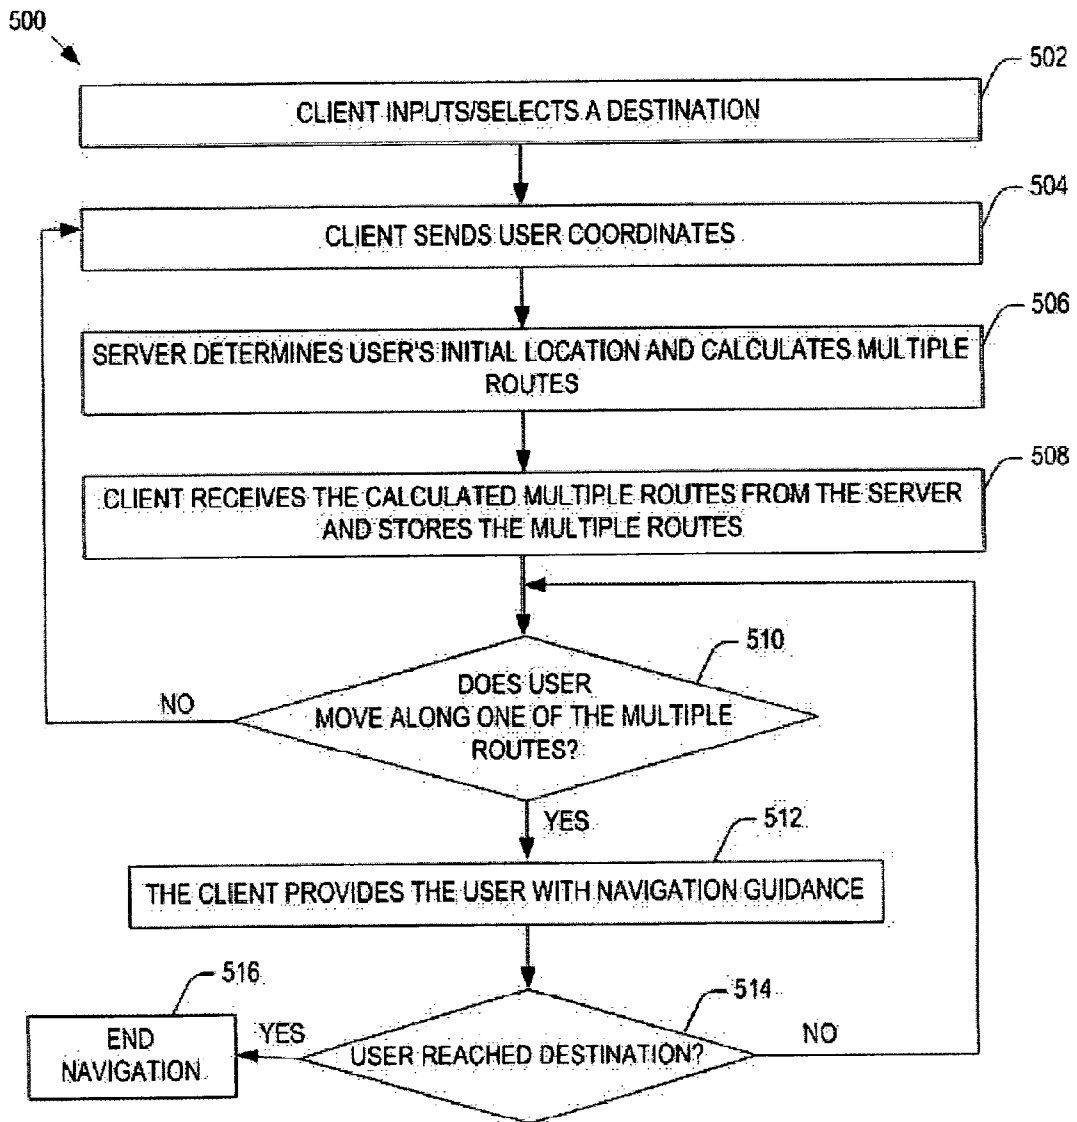 500
502
CLIENT INPUTS/SELECTS A DESTINATION
504
CLIENT SENDS USER COORDINATES
506
SERVER DETERMINES USER'S INITIAL LOCATION AND CALCULATES MULTIPLE
ROUTES
508
CLIENT RECEIVES THE CALCULATED MULTIPLE ROUTES FROM THE SERVER
AND STORES THE MULTIPLE ROUTES
510
DOES USER
MOVE ALONG ONE OF THE MULTIPLE
ROUTES?
NO
YES
512
THE CLIENT PROVIDES THE USER WITH NAVIGATION GUIDANCE
514
USER REACHED DESTINATION?
NO
YES
516
END
NAVIGATION